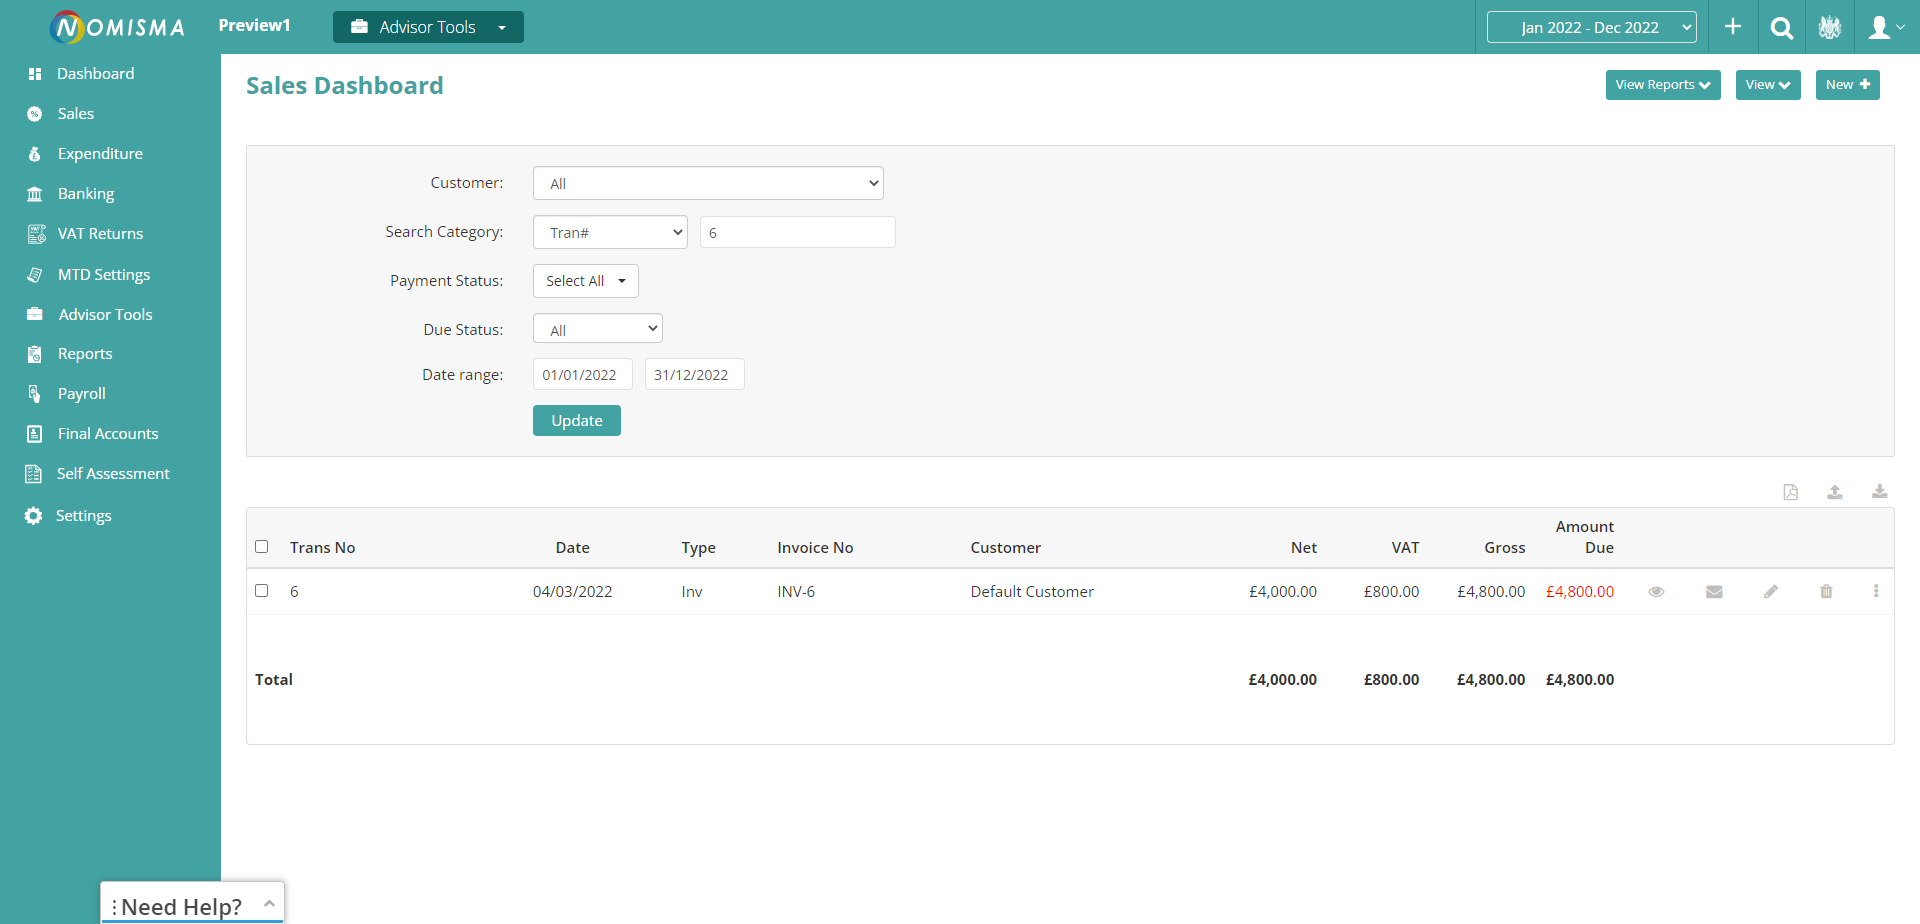 NOMISMA
Preview1
Advisor Tools
Jan 2022 - Dec 2022
Dashboard
Sales
Expenditure
Banking
VAT Returns
MTD Settings
Advisor Tools
Reports
Payroll
Final Accounts
Self Assessment
Settings
Sales Dashboard
View Reports
View
New
Customer: All
Search Category: Tran# 6
Payment Status: Select All
Due Status: All
Date range: 01/01/2022 31/12/2022
Update
Trans No Date Type Invoice No Customer Net VAT Gross Amount Due
6 04/03/2022 Inv INV-6 Default Customer £4,000.00 £800.00 £4,800.00 £4,800.00
Total £4,000.00 £800.00 £4,800.00 £4,800.00
Need Help?